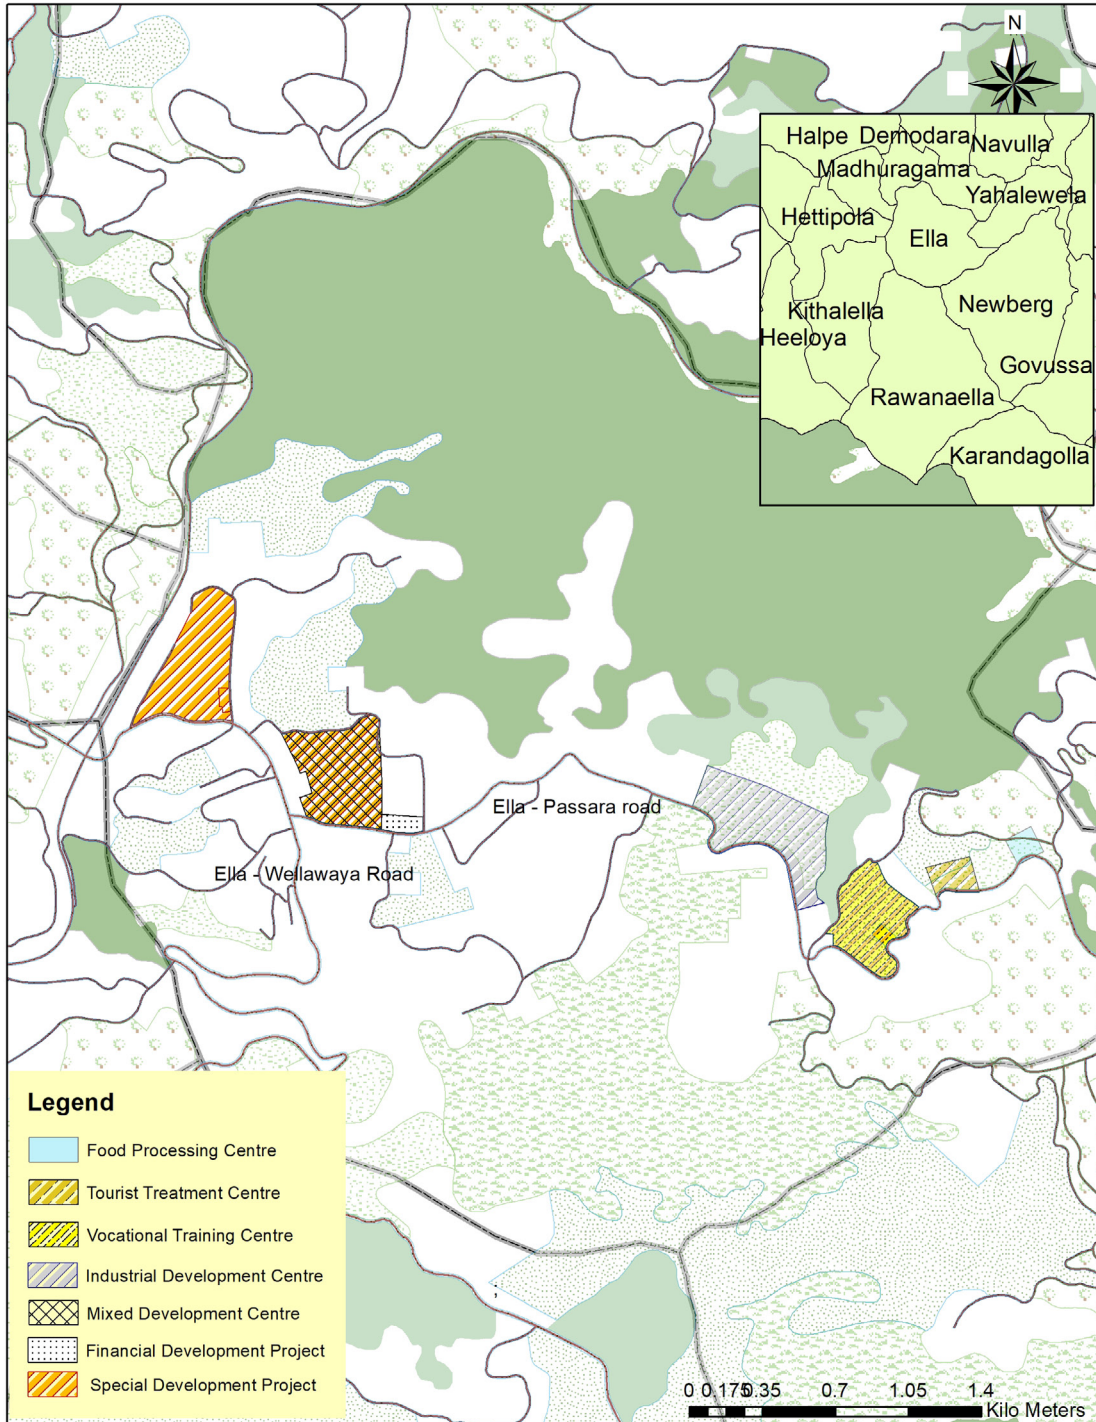 N
Halpe Demodara
Navulla
Madhuragama
Yahalewela
Hettipola
Ella
Newberg
Kithalella
Heeloya
Govussa
Rawanaella
Karandagolla
Ella - Passara road
Ella - Wellawaya Road
Legend
Food Processing Centre
Tourist Treatment Centre
Vocational Training Centre
Industrial Development Centre
;
Mixed Development Centre
Financial Development Project
Special Development Project
0 0.175 0.35 0.7 1.05 1.4
Kilo Meters